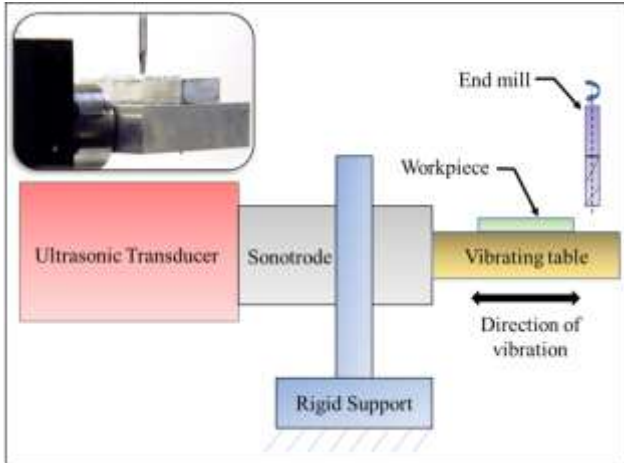 End mill
Workpiece
Ultrasonic Transducer
Sonotrode
Vibrating table
Direction of
vibration
Rigid Support